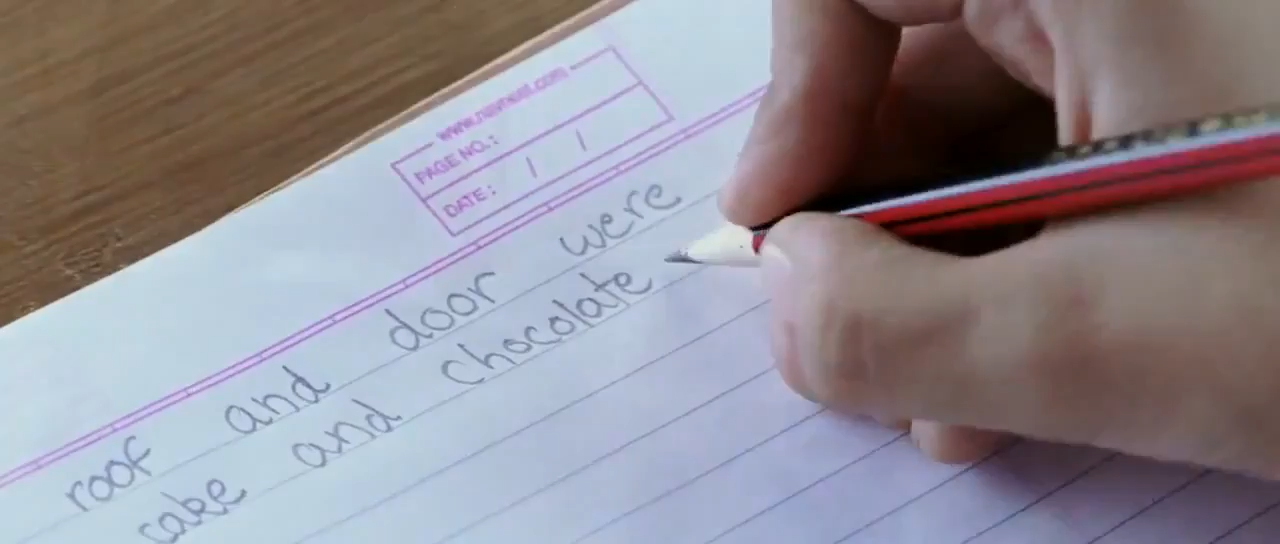 PAGE NO.:
DATE: / /
roof and door were
cake and chocolate